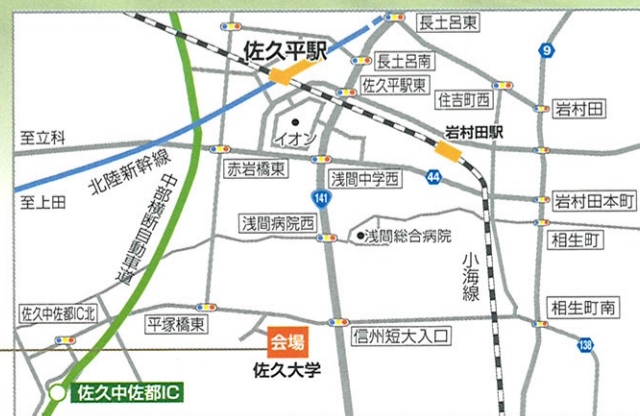 長土呂東
佐久平駅
長土呂南
9
佐久平駅東
住吉町西
岩村田
イオン
岩村田駅
至立科
北陸新幹線
赤岩橋東
浅間中学西
44
至上田
141
岩村田本町
中部横断自動車道
浅間病院西
浅間総合病院
相生町
小海線
佐久中佐都IC北
平塚橋東
会場
信州短大入口
相生町南
138
佐久大学
佐久中佐都IC